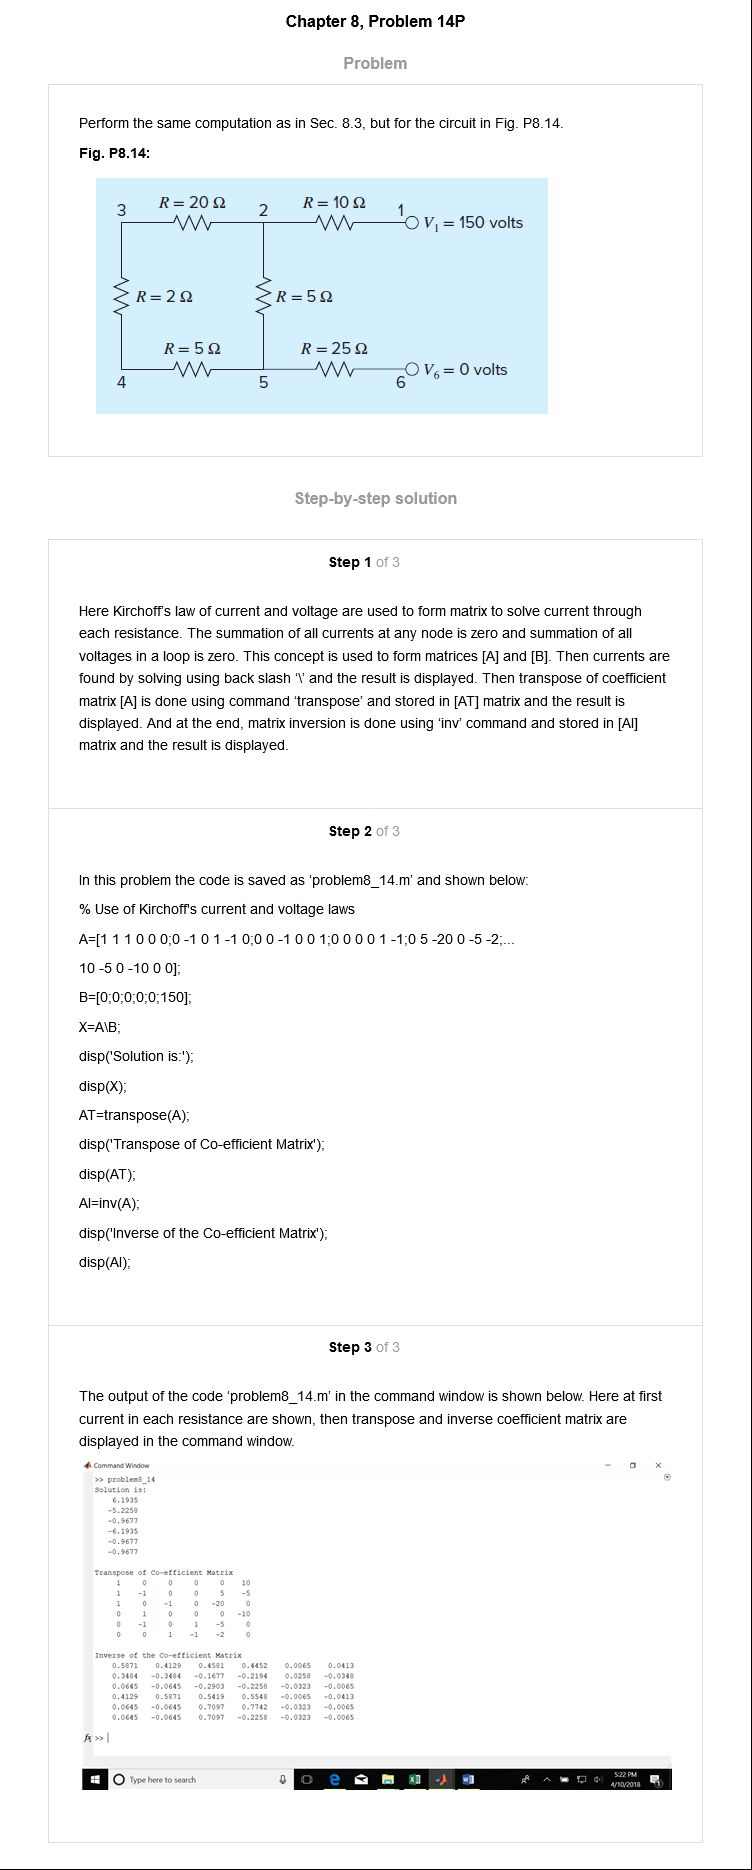 Chapter 8, Problem 14P
Problem
Perform the same computation as in Sec. 8.3, but for the circuit in Fig. P8.14.
Fig. P8.14:
3 R = 20 Ω 2 R = 10 Ω 1
V1 = 150 volts
R = 2 Ω R = 5 Ω
R = 5 Ω R = 25 Ω
V6 = 0 volts
4 5 6
Step-by-step solution
Step 1 of 3
Here Kirchoff's law of current and voltage are used to form matrix to solve current through
each resistance. The summation of all currents at any node is zero and summation of all
voltages in a loop is zero. This concept is used to form matrices [A] and [B]. Then currents are
found by solving using back slash '\' and the result is displayed. Then transpose of coefficient
matrix [A] is done using command 'transpose' and stored in [AT] matrix and the result is
displayed. And at the end, matrix inversion is done using 'inv' command and stored in [AI]
matrix and the result is displayed.
Step 2 of 3
In this problem the code is saved as 'problem8_14.m' and shown below:
% Use of Kirchoff's current and voltage laws
A=[1 1 1 0 0 0;0 -1 0 1 -1 0;0 0 -1 0 0 1;0 0 0 0 1 -1;0 5 -20 0 -5 -2;...
10 -5 0 -10 0 0];
B=[0;0;0;0;0;150];
X=A\B;
disp('Solution is:');
disp(X);
AT=transpose(A);
disp('Transpose of Co-efficient Matrix');
disp(AT);
AI=inv(A);
disp('Inverse of the Co-efficient Matrix');
disp(AI);
Step 3 of 3
The output of the code 'problem8_14.m' in the command window is shown below. Here at first
current in each resistance are shown, then transpose and inverse coefficient matrix are
displayed in the command window.
Command Window
>> problem8_14
Solution is:
6.1935
-5.2258
-0.9677
-6.1935
-0.9677
-0.9677
Transpose of Co-efficient Matrix
1 0 0 0 0 10
1 -1 0 0 5 -5
1 0 -1 0 -20 0
0 1 0 0 0 -10
0 -1 0 1 -5 0
0 0 1 -1 -2 0
Inverse of the Co-efficient Matrix
0.5871 0.4129 0.4581 0.4452 0.0065 0.0413
0.3484 -0.3484 -0.1677 -0.2194 0.0258 -0.0348
0.0645 -0.0645 -0.2903 -0.2258 -0.0323 -0.0065
0.4129 0.5871 0.5419 0.5548 -0.0065 -0.0413
0.0645 -0.0645 0.7097 0.7742 -0.0323 -0.0065
0.0645 -0.0645 0.7097 -0.2258 -0.0323 -0.0065
fx >>
Type here to search
5:22 PM
4/10/2018